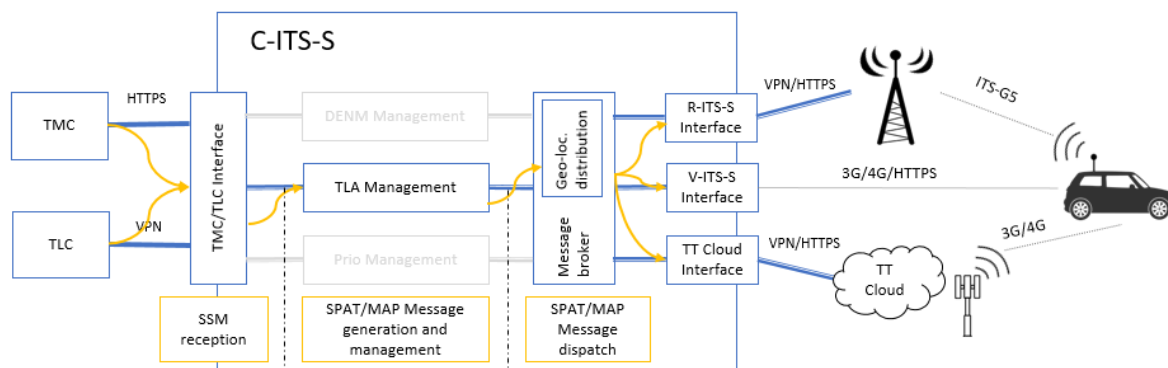 C-ITS-S
HTTPS
TMC
TLC
VPN
TMC/TLC Interface
DENM Management
TLA Management
Prio Management
Geo-loc.
distribution
Message
broker
R-ITS-S
Interface
V-ITS-S
Interface
TT Cloud
Interface
VPN/HTTPS
ITS-G5
3G/4G/HTTPS
3G/4G
VPN/HTTPS
TT
Cloud
SSM
reception
SPAT/MAP Message
generation and
management
SPAT/MAP
Message
dispatch